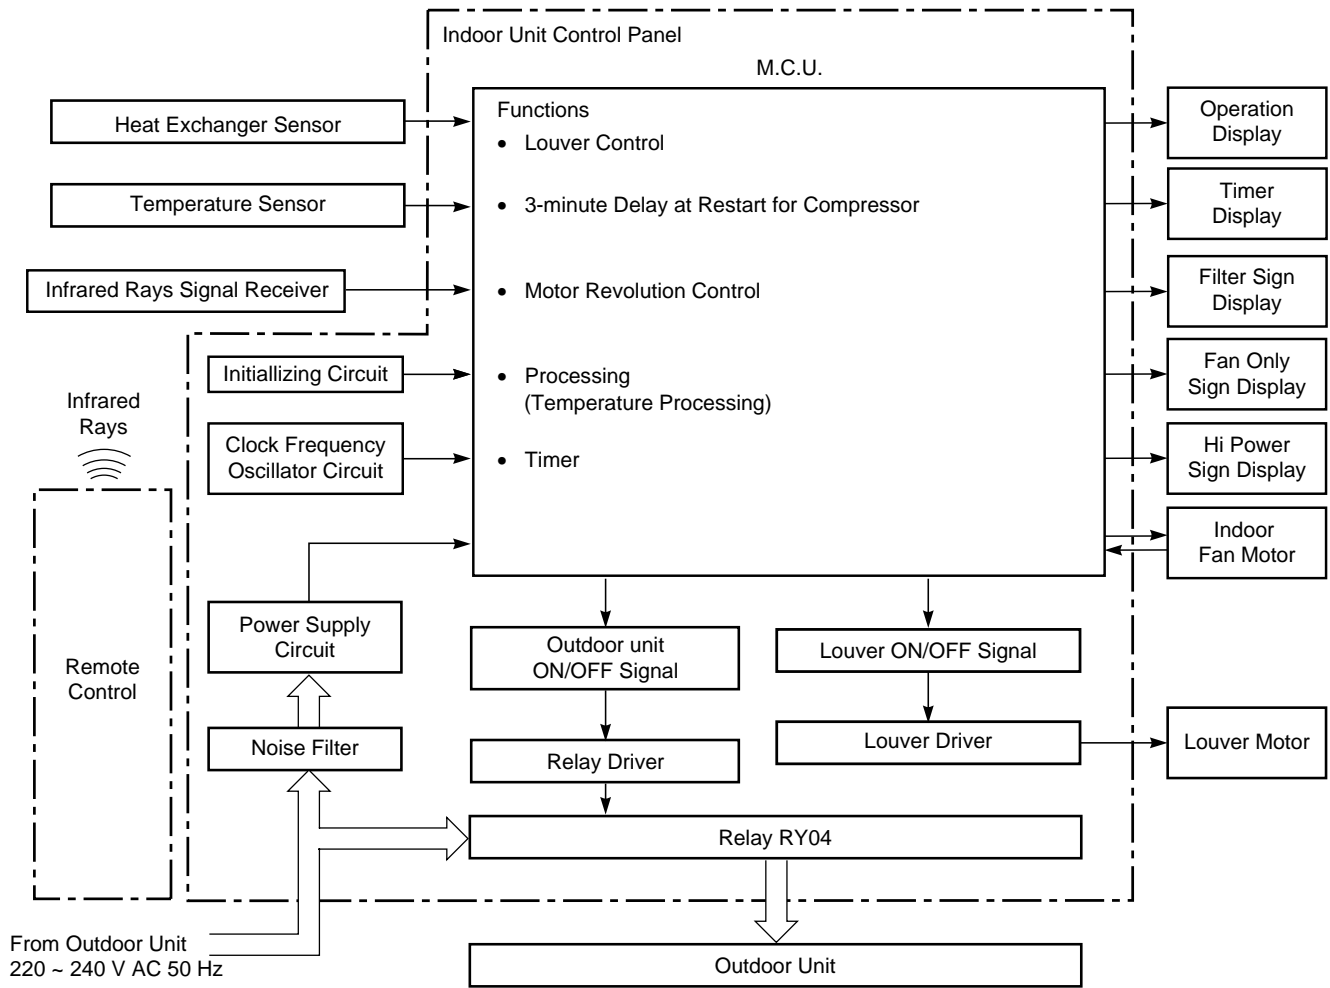 Indoor Unit Control Panel
M.C.U.
Heat Exchanger Sensor
Temperature Sensor
Infrared Rays Signal Receiver
Initiallizing Circuit
Clock Frequency
Oscillator Circuit
Infrared
Rays
Remote
Control
Power Supply
Circuit
Noise Filter
From Outdoor Unit
220 ~ 240 V AC 50 Hz
Functions
• Louver Control
• 3-minute Delay at Restart for Compressor
• Motor Revolution Control
• Processing
(Temperature Processing)
• Timer
Outdoor unit
ON/OFF Signal
Relay Driver
Louver ON/OFF Signal
Louver Driver
Relay RY04
Outdoor Unit
Operation
Display
Timer
Display
Filter Sign
Display
Fan Only
Sign Display
Hi Power
Sign Display
Indoor
Fan Motor
Louver Motor